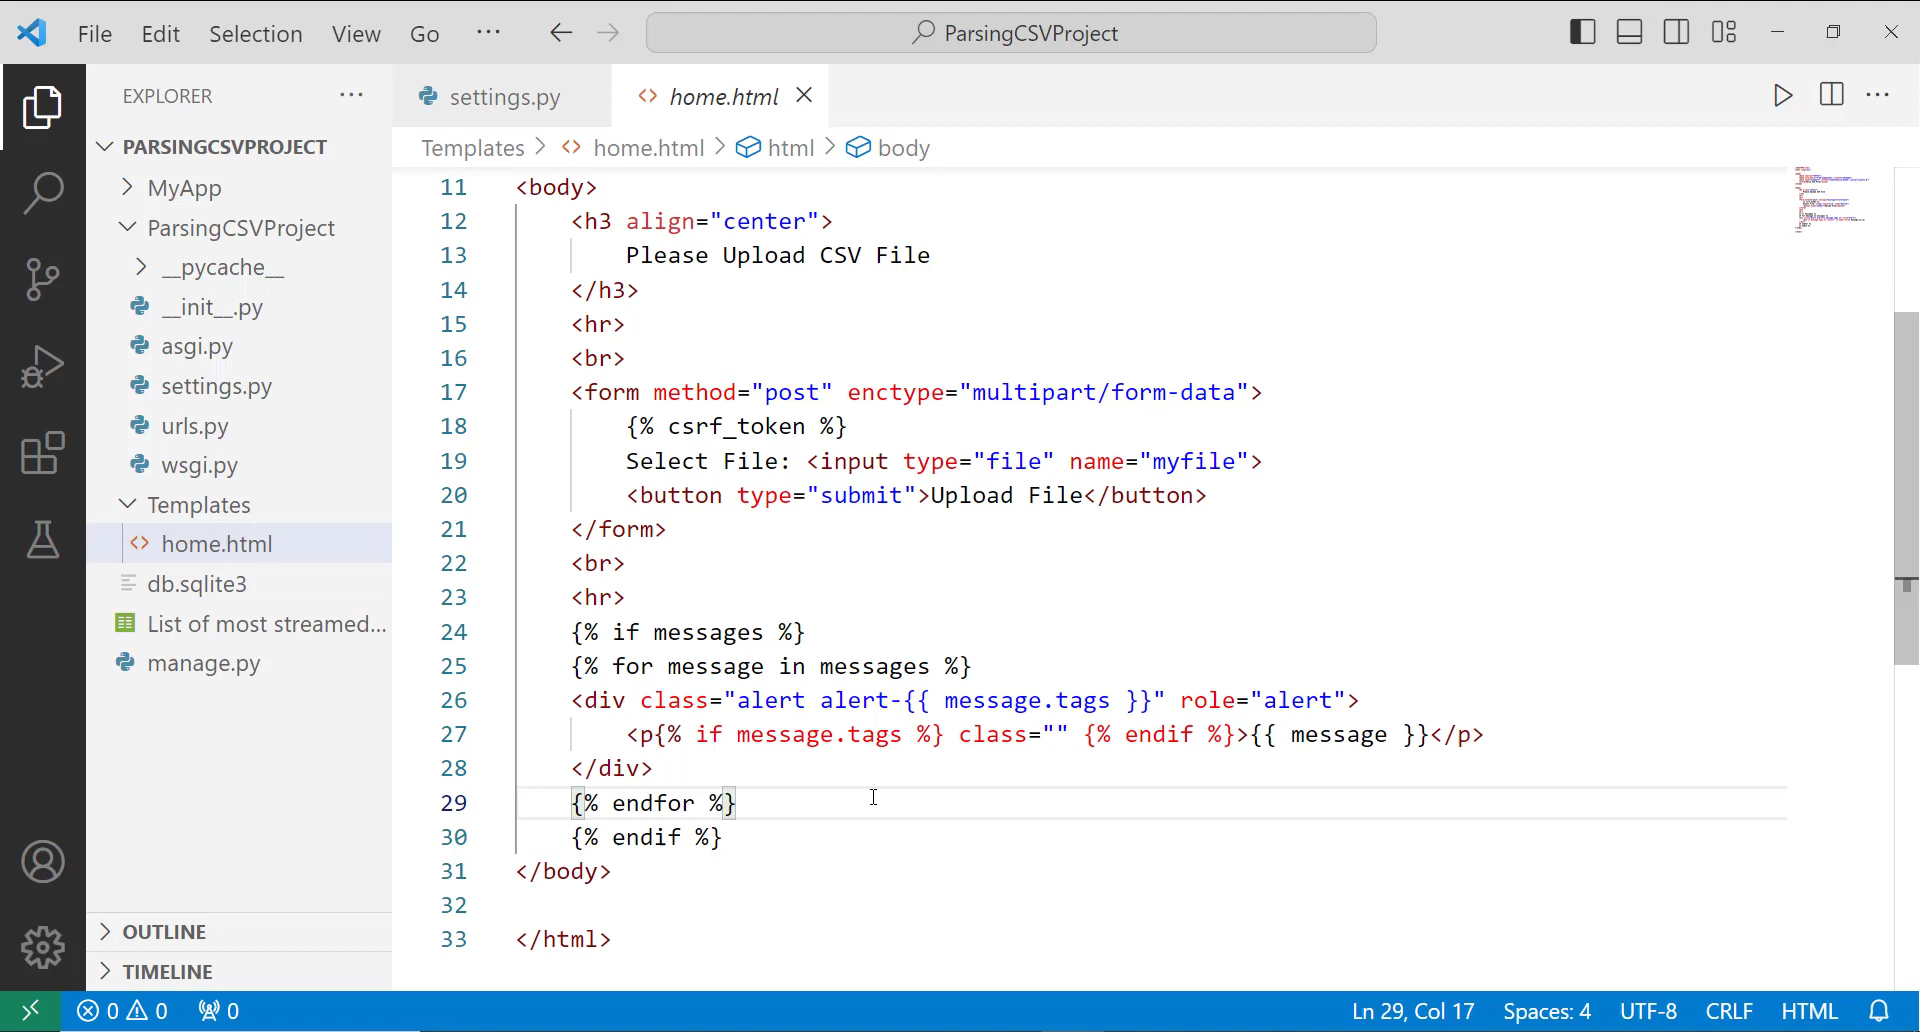 File Edit Selection View Go ··· ParsingCSVProject
EXPLORER ···
settings.py
home.html
PARSINGCSVPROJECT
MyApp
ParsingCSVProject
__pycache__
__init__.py
asgi.py
settings.py
urls.py
wsgi.py
Templates
home.html
db.sqlite3
List of most streamed...
manage.py
OUTLINE
TIMELINE
Templates > home.html > html > body
11 <body>
12 <h3 align="center">
13 Please Upload CSV File
14 </h3>
15 <hr>
16 <br>
17 <form method="post" enctype="multipart/form-data">
18 {% csrf_token %}
19 Select File: <input type="file" name="myfile">
20 <button type="submit">Upload File</button>
21 </form>
22 <br>
23 <hr>
24 {% if messages %}
25 {% for message in messages %}
26 <div class="alert alert-{{ message.tags }}" role="alert">
27 <p{% if message.tags %} class="" {% endif %}>{{ message }}</p>
28 </div>
29 {% endfor %}
30 {% endif %}
31 </body>
32
33 </html>
0 0 0 Ln 29, Col 17 Spaces: 4 UTF-8 CRLF HTML